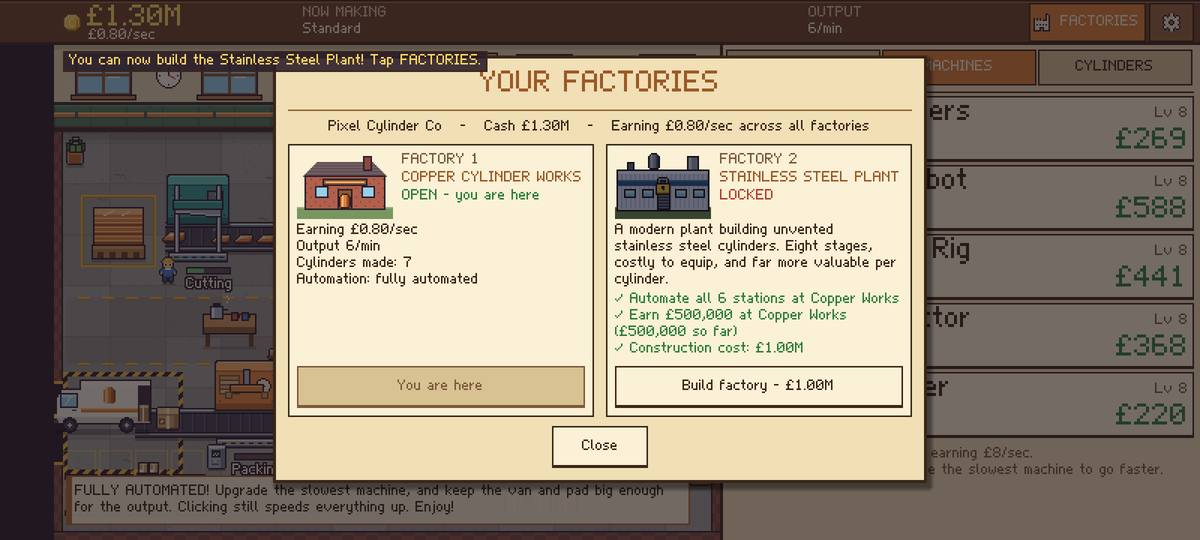 £1.30M
£0.80/sec
NOW MAKING
Standard
OUTPUT
6/min
FACTORIES
You can now build the Stainless Steel Plant! Tap FACTORIES.
CYLINDERS
YOUR FACTORIES
Pixel Cylinder Co - Cash £1.30M - Earning £0.80/sec across all factories
FACTORY 1
COPPER CYLINDER WORKS
OPEN - you are here
Earning £0.80/sec
Output 6/min
Cylinders made: 7
Automation: fully automated
You are here
FACTORY 2
STAINLESS STEEL PLANT
LOCKED
A modern plant building unvented
stainless steel cylinders. Eight stages,
costly to equip, and far more valuable per
cylinder.
✓ Automate all 6 stations at Copper Works
✓ Earn £500,000 at Copper Works
(£500,000 so far)
✓ Construction cost: £1.00M
Build factory - £1.00M
Close
Lv 8
£269
Lv 8
£588
Rig
Lv 8
£441
Lv 8
£368
Lv 8
£220
earning £8/sec.
the slowest machine to go faster.
Cutting
FULLY AUTOMATED! Upgrade the slowest machine, and keep the van and pad big enough
for the output. Clicking still speeds everything up. Enjoy!